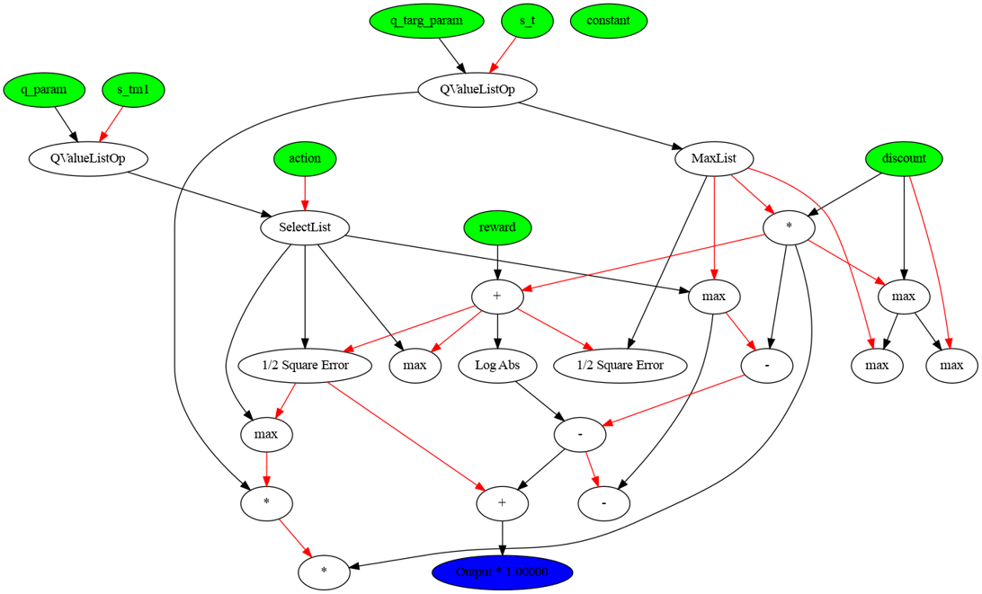 q_targ_param
s_t
constant
q_param
s_tm1
QValueListOp
QValueListOp
action
MaxList
discount
SelectList
reward
*
+
max
max
1/2 Square Error
max
Log Abs
1/2 Square Error
-
max
max
max
-
*
+
-
*
Output * 1.00000